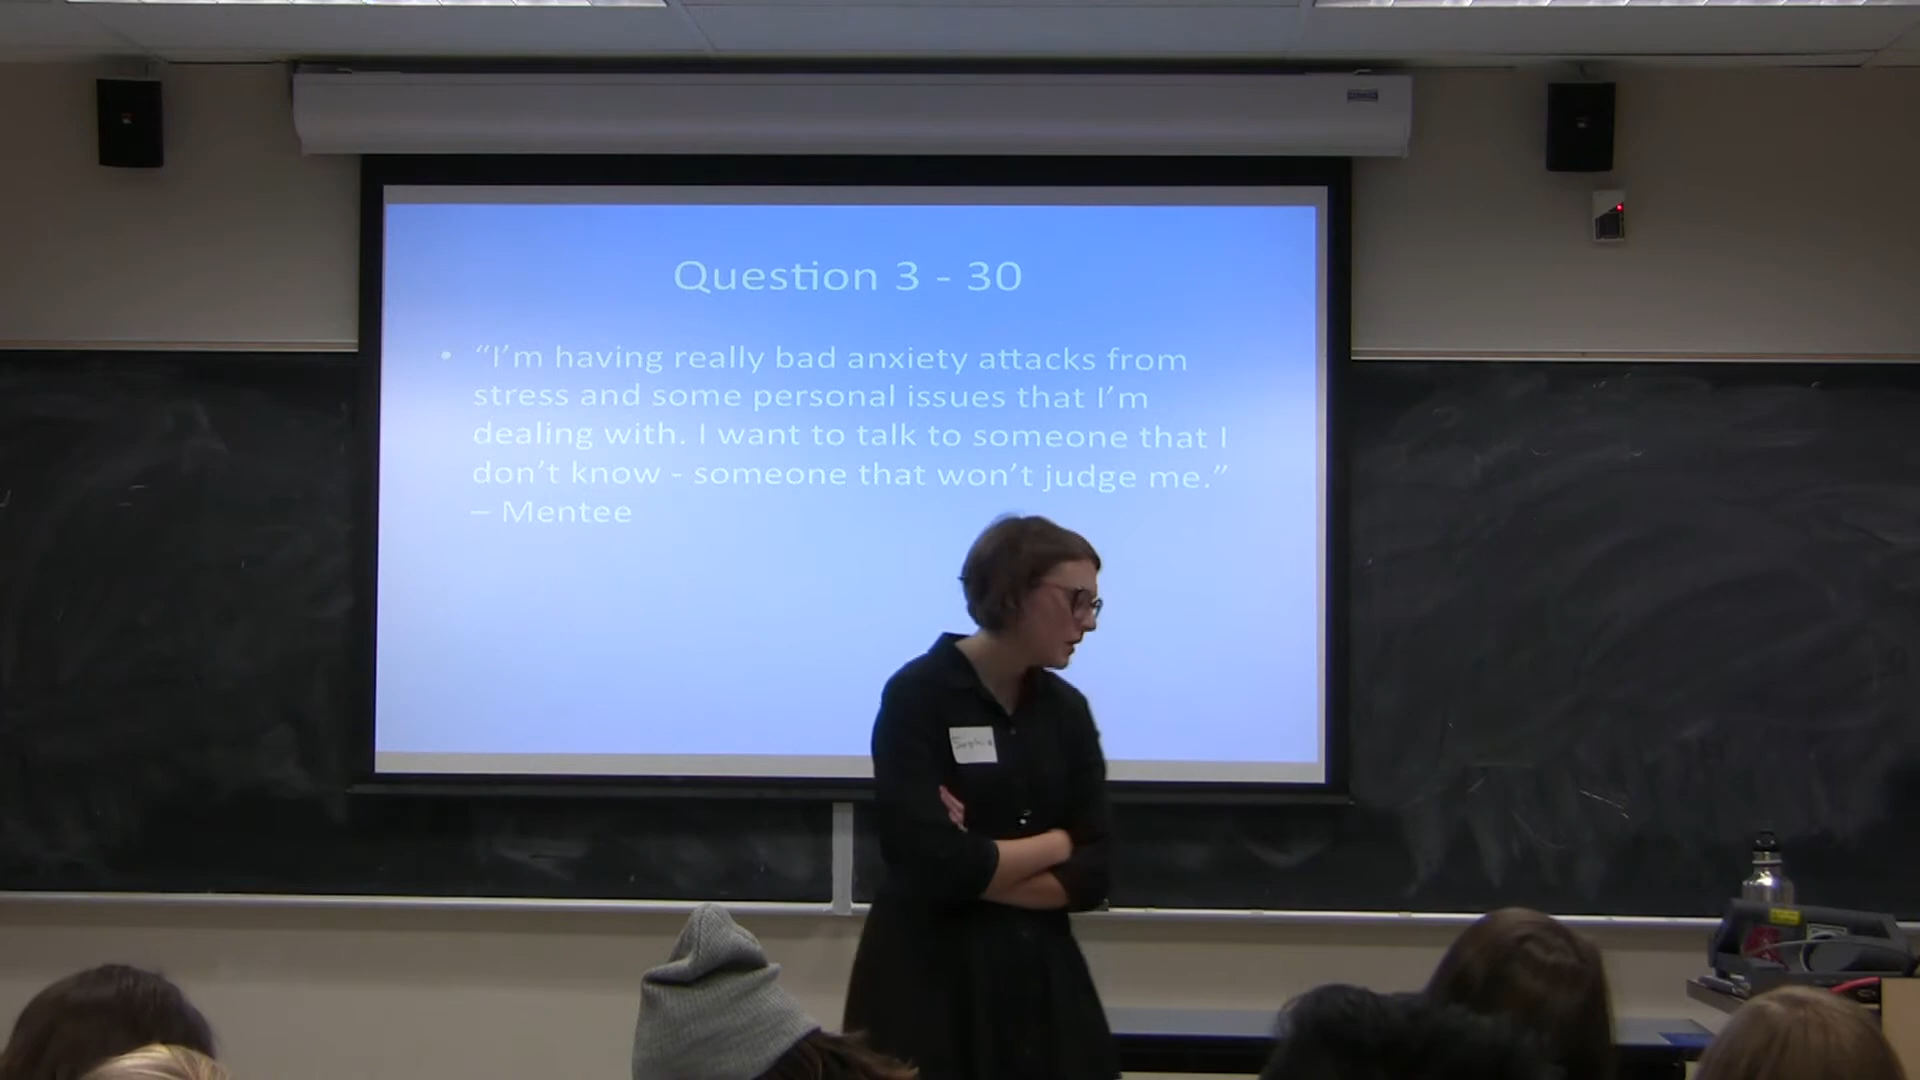 Question 3 - 30
• “I’m having really bad anxiety attacks from
stress and some personal issues that I’m
dealing with. I want to talk to someone that I
don’t know - someone that won’t judge me.”
– Mentee
Sophie